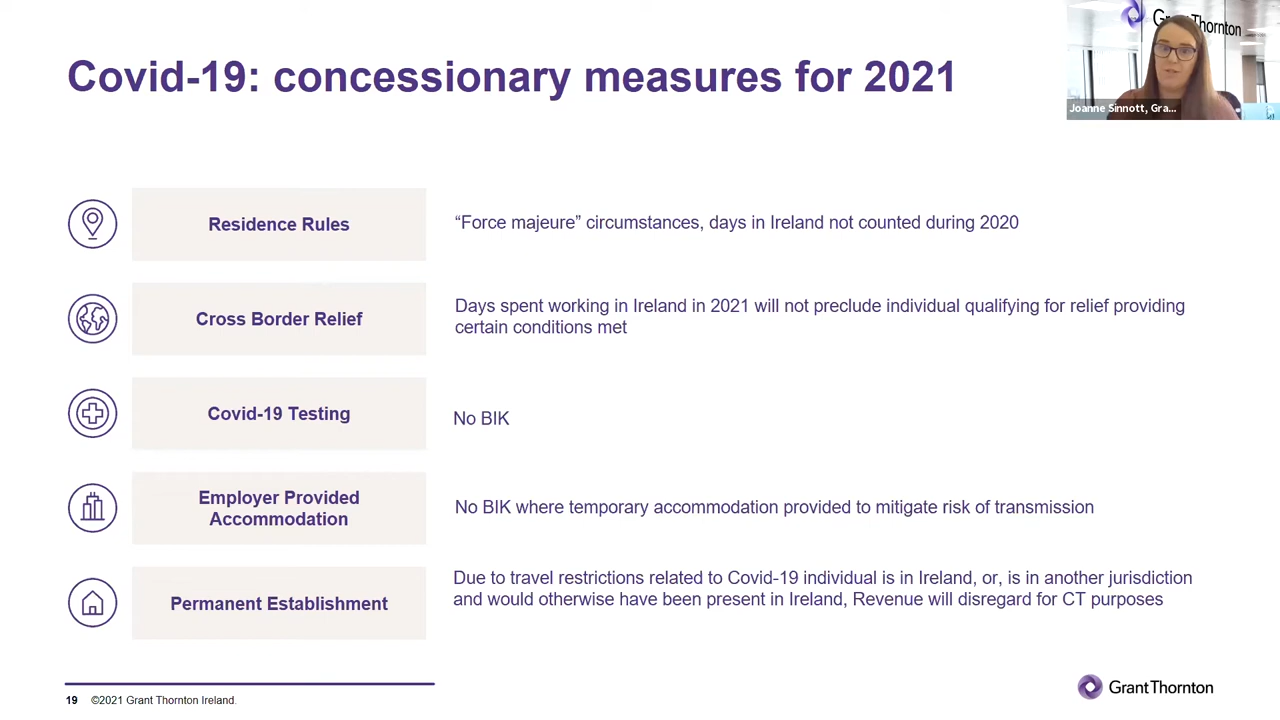 Covid-19: concessionary measures for 2021
Grant Thornton
Joanne Sinnott, Gra...
Residence Rules
“Force majeure” circumstances, days in Ireland not counted during 2020
Cross Border Relief
Days spent working in Ireland in 2021 will not preclude individual qualifying for relief providing
certain conditions met
Covid-19 Testing
No BIK
Employer Provided
Accommodation
No BIK where temporary accommodation provided to mitigate risk of transmission
Permanent Establishment
Due to travel restrictions related to Covid-19 individual is in Ireland, or, is in another jurisdiction
and would otherwise have been present in Ireland, Revenue will disregard for CT purposes
19 ©2021 Grant Thornton Ireland.
Grant Thornton